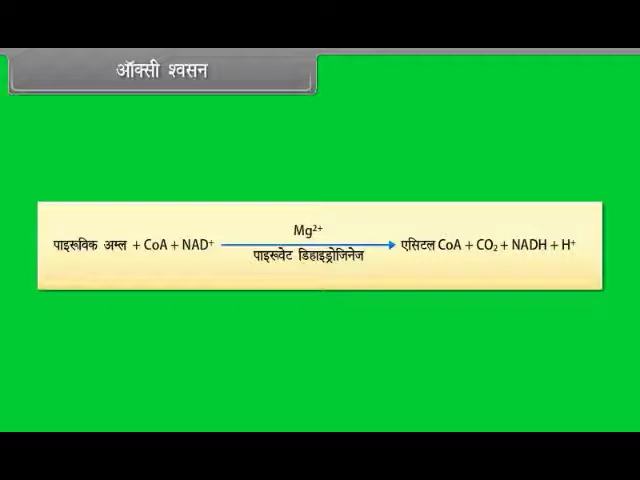 ऑक्सी श्वसन
Mg²⁺
पाइरूविक अम्ल + CoA + NAD⁺ → एसिटल CoA + CO₂ + NADH + H⁺
पाइरूवेट डिहाइड्रोजिनेज